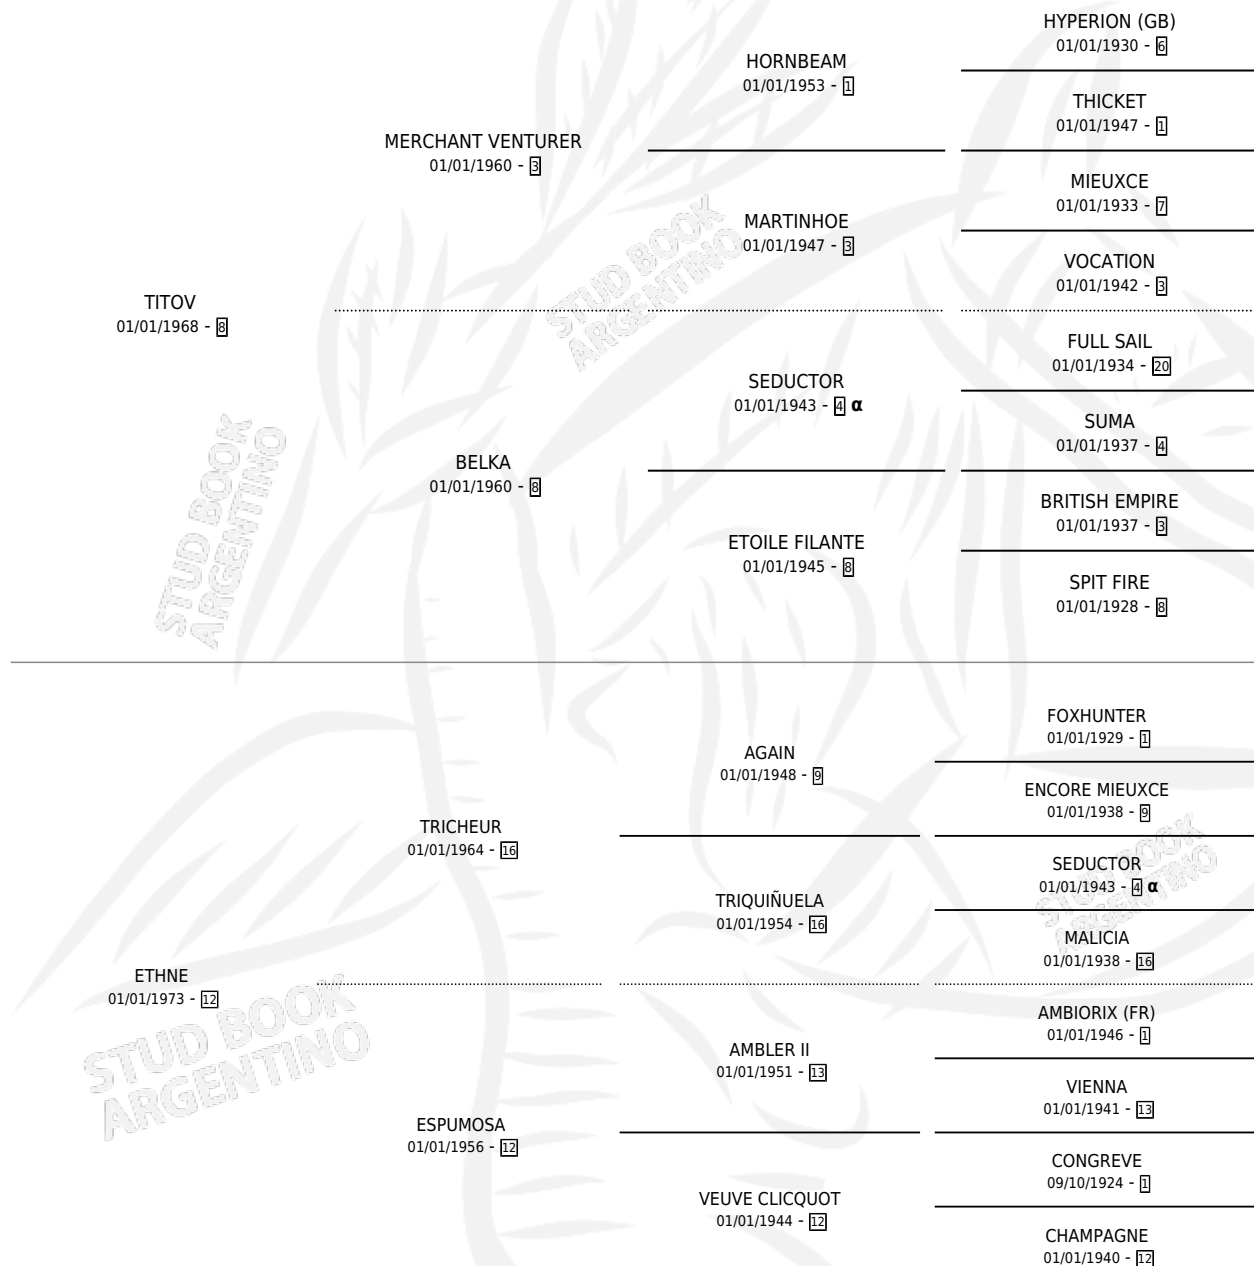 HYPERION (GB)
01/01/1930 - 6
HORNBEAM
01/01/1953 - 1
THICKET
01/01/1947 - 1
MERCHANT VENTURER
01/01/1960 - 3
MIEUXCE
01/01/1933 - 7
MARTINHOE
01/01/1947 - 3
VOCATION
01/01/1942 - 3
TITOV
01/01/1968 - 8
FULL SAIL
01/01/1934 - 20
SEDUCTOR
01/01/1943 - 4 α
SUMA
01/01/1937 - 4
BELKA
01/01/1960 - 8
BRITISH EMPIRE
01/01/1937 - 3
ETOILE FILANTE
01/01/1945 - 8
SPIT FIRE
01/01/1928 - 8
FOXHUNTER
01/01/1929 - 1
AGAIN
01/01/1948 - 9
ENCORE MIEUXCE
01/01/1938 - 9
TRICHEUR
01/01/1964 - 16
SEDUCTOR
01/01/1943 - 4 α
TRIQUIÑUELA
01/01/1954 - 16
MALICIA
01/01/1938 - 16
ETHNE
01/01/1973 - 12
AMBIORIX (FR)
01/01/1946 - 1
AMBLER II
01/01/1951 - 13
VIENNA
01/01/1941 - 13
ESPUMOSA
01/01/1956 - 12
CONGREVE
09/10/1924 - 1
VEUVE CLICQUOT
01/01/1944 - 12
CHAMPAGNE
01/01/1940 - 12
STUD BOOK
ARGENTINO
STUD BOOK
ARGENTINO
STUD BOOK
ARGENTINO
STUD BOOK
ARGENTINO